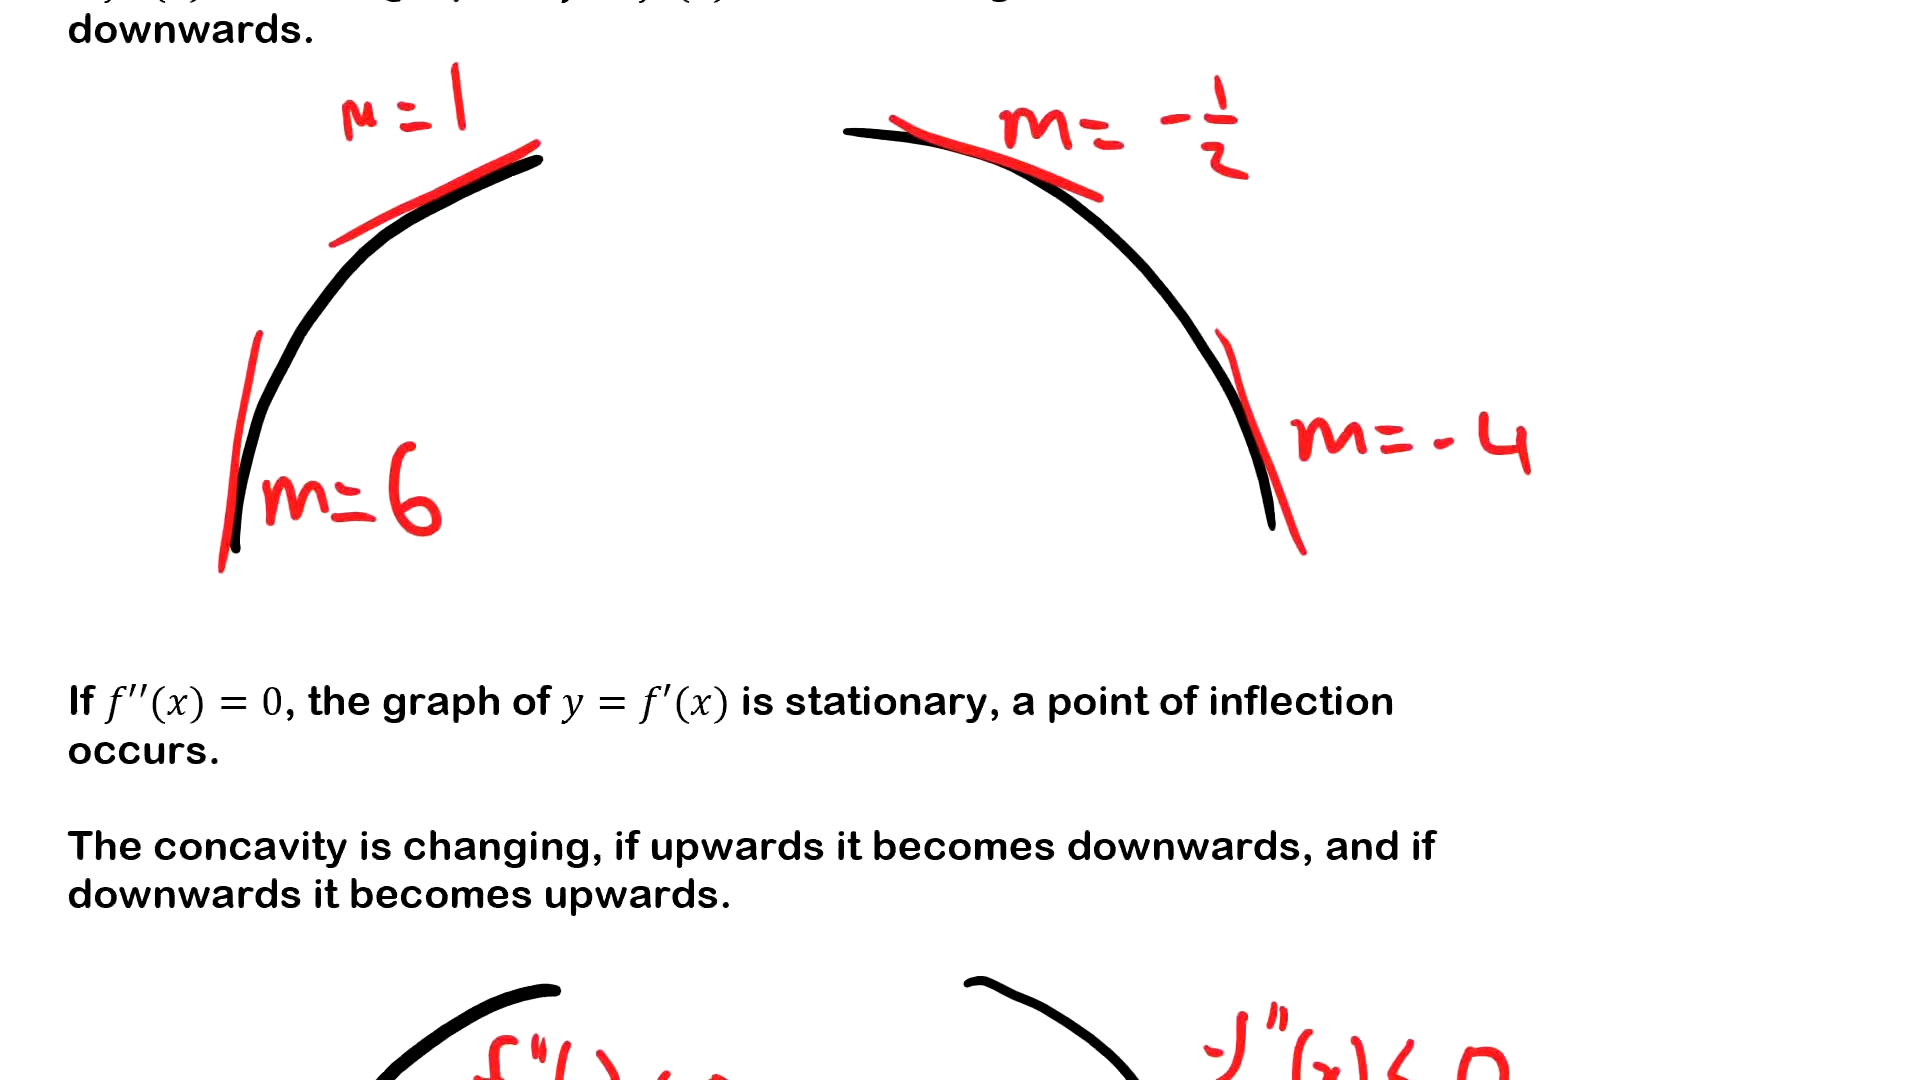 downwards.
m = 1
m = - 1/2
m = - 4
m = 6
If f''(x) = 0, the graph of y = f'(x) is stationary, a point of inflection
occurs.
The concavity is changing, if upwards it becomes downwards, and if
downwards it becomes upwards.
f''(x) < 0